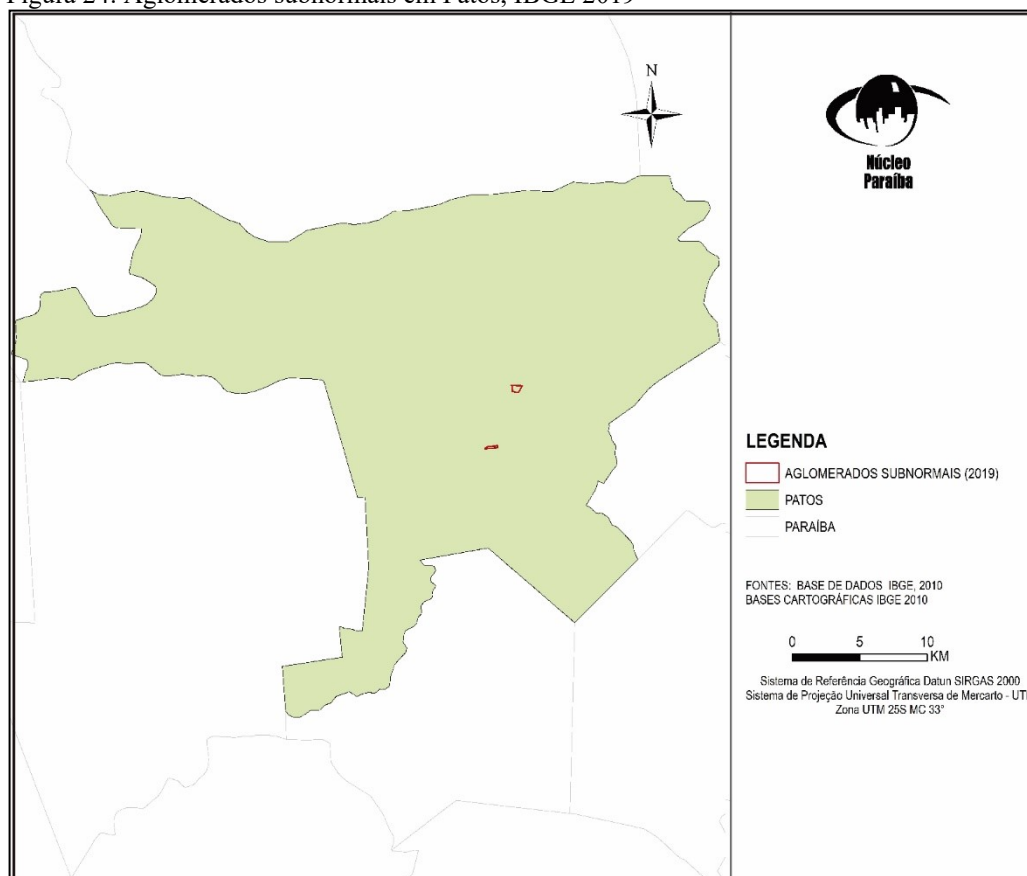 Figura 24: Aglomerados subnormais em Patos, IBGE 2019
N
Núcleo
Paraíba
LEGENDA
AGLOMERADOS SUBNORMAIS (2019)
PATOS
PARAÍBA
FONTES: BASE DE DADOS IBGE, 2010
BASES CARTOGRÁFICAS IBGE 2010
0 5 10
KM
Sistema de Referência Geográfica Datun SIRGAS 2000
Sistema de Projeção Universal Transversa de Mercarto - UT
Zona UTM 25S MC 33°